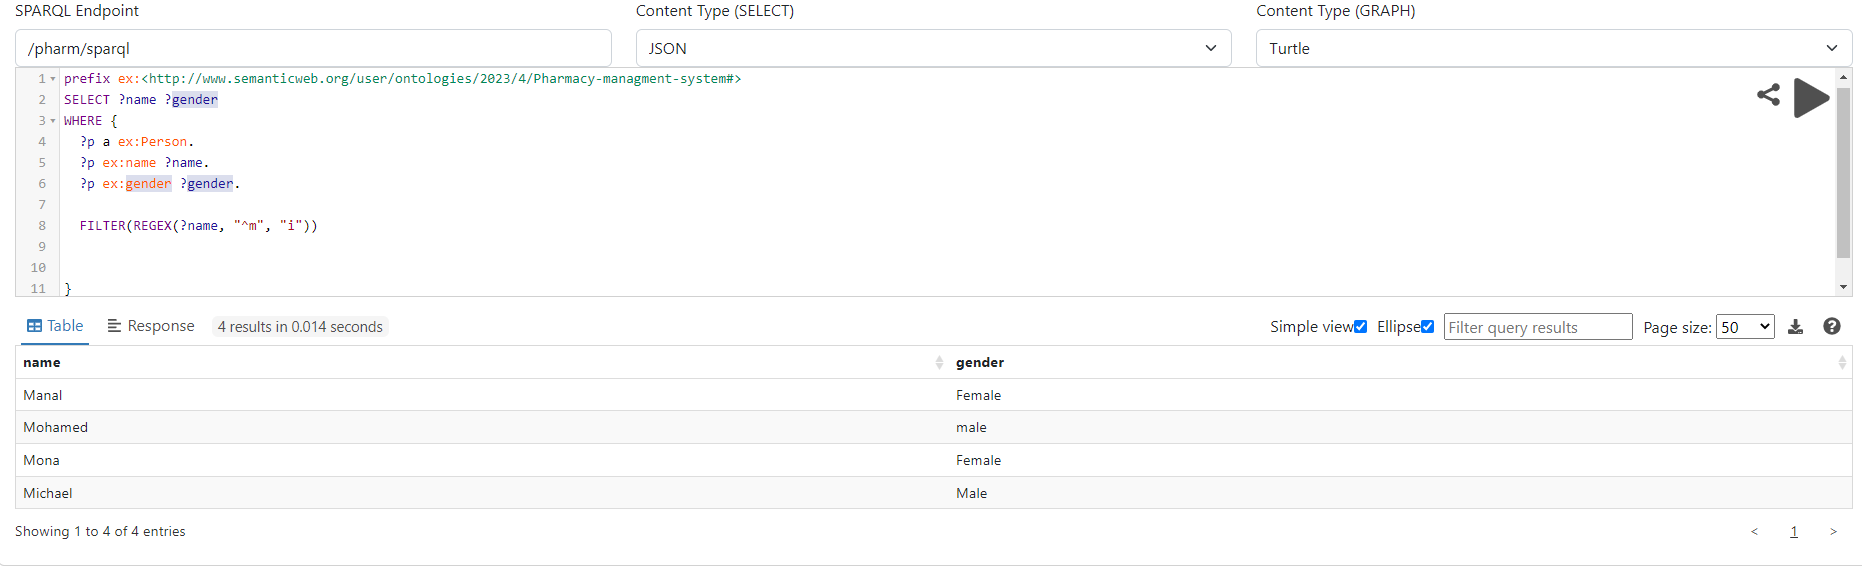 SPARQL Endpoint Content Type (SELECT) Content Type (GRAPH)
/pharm/sparql JSON Turtle
1 prefix ex:<http://www.semanticweb.org/user/ontologies/2023/4/Pharmacy-managment-system#>
2 SELECT ?name ?gender
3 WHERE {
4 ?p a ex:Person.
5 ?p ex:name ?name.
6 ?p ex:gender ?gender.
7
8 FILTER(REGEX(?name, "^m", "i"))
9
10
11 }
Table Response 4 results in 0.014 seconds Simple view Ellipse Filter query results Page size: 50
name gender
Manal Female
Mohamed male
Mona Female
Michael Male
Showing 1 to 4 of 4 entries < 1 >